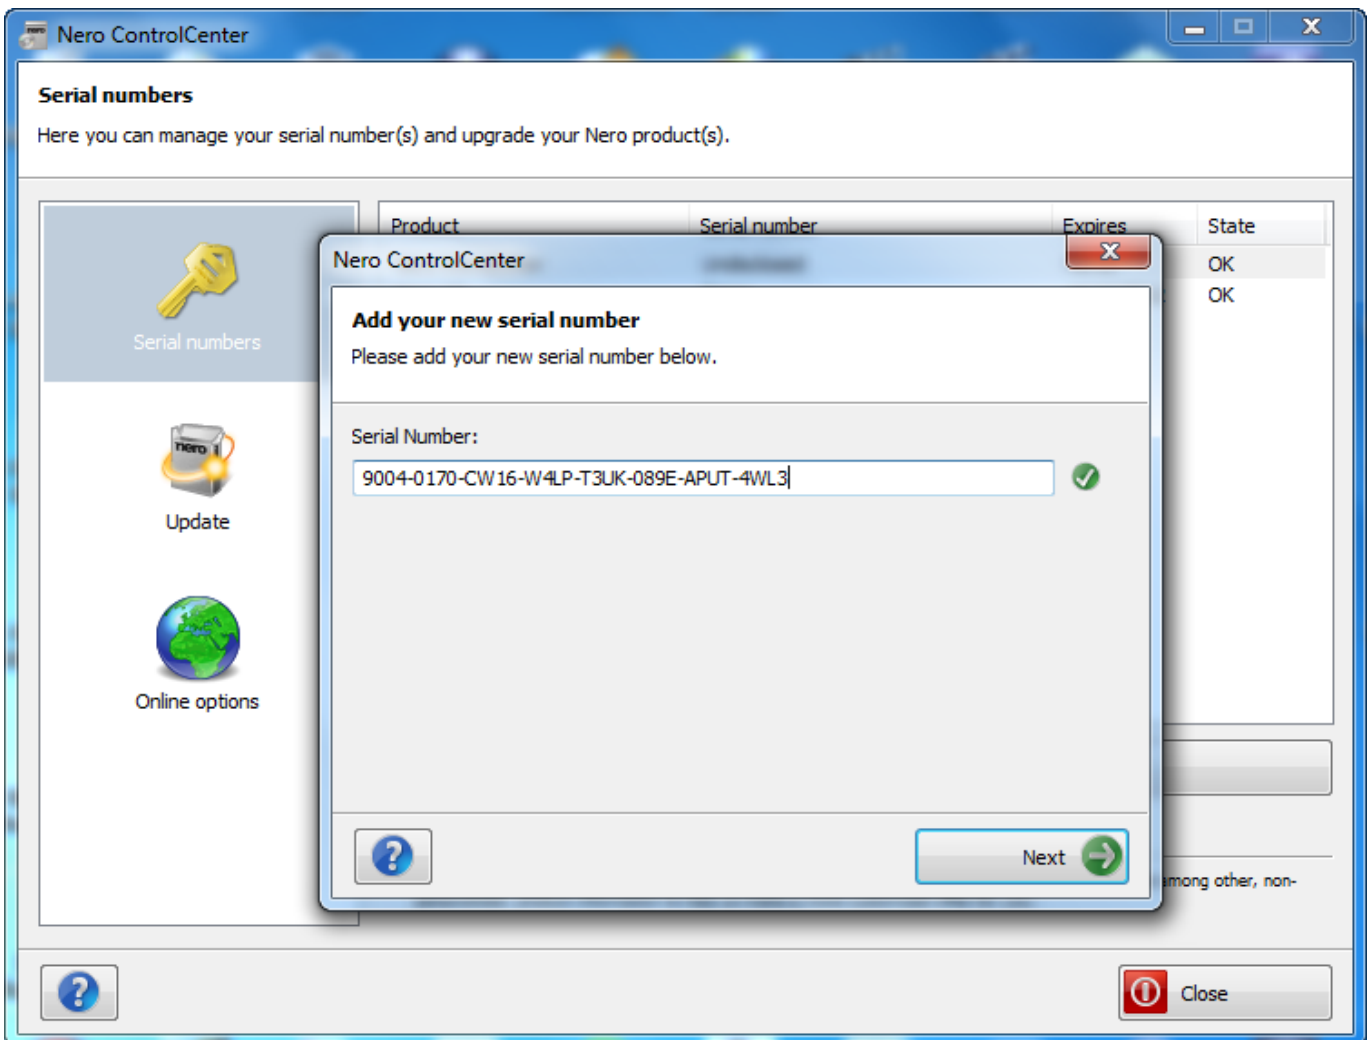 Nero ControlCenter
Serial numbers
Here you can manage your serial number(s) and upgrade your Nero product(s).
Product Serial number Expires State
OK
OK
Serial numbers
Update
Online options
Nero ControlCenter
Add your new serial number
Please add your new serial number below.
Serial Number:
9004-0170-CW16-W4LP-T3UK-089E-APUT-4WL3
Next
among other, non-
Close